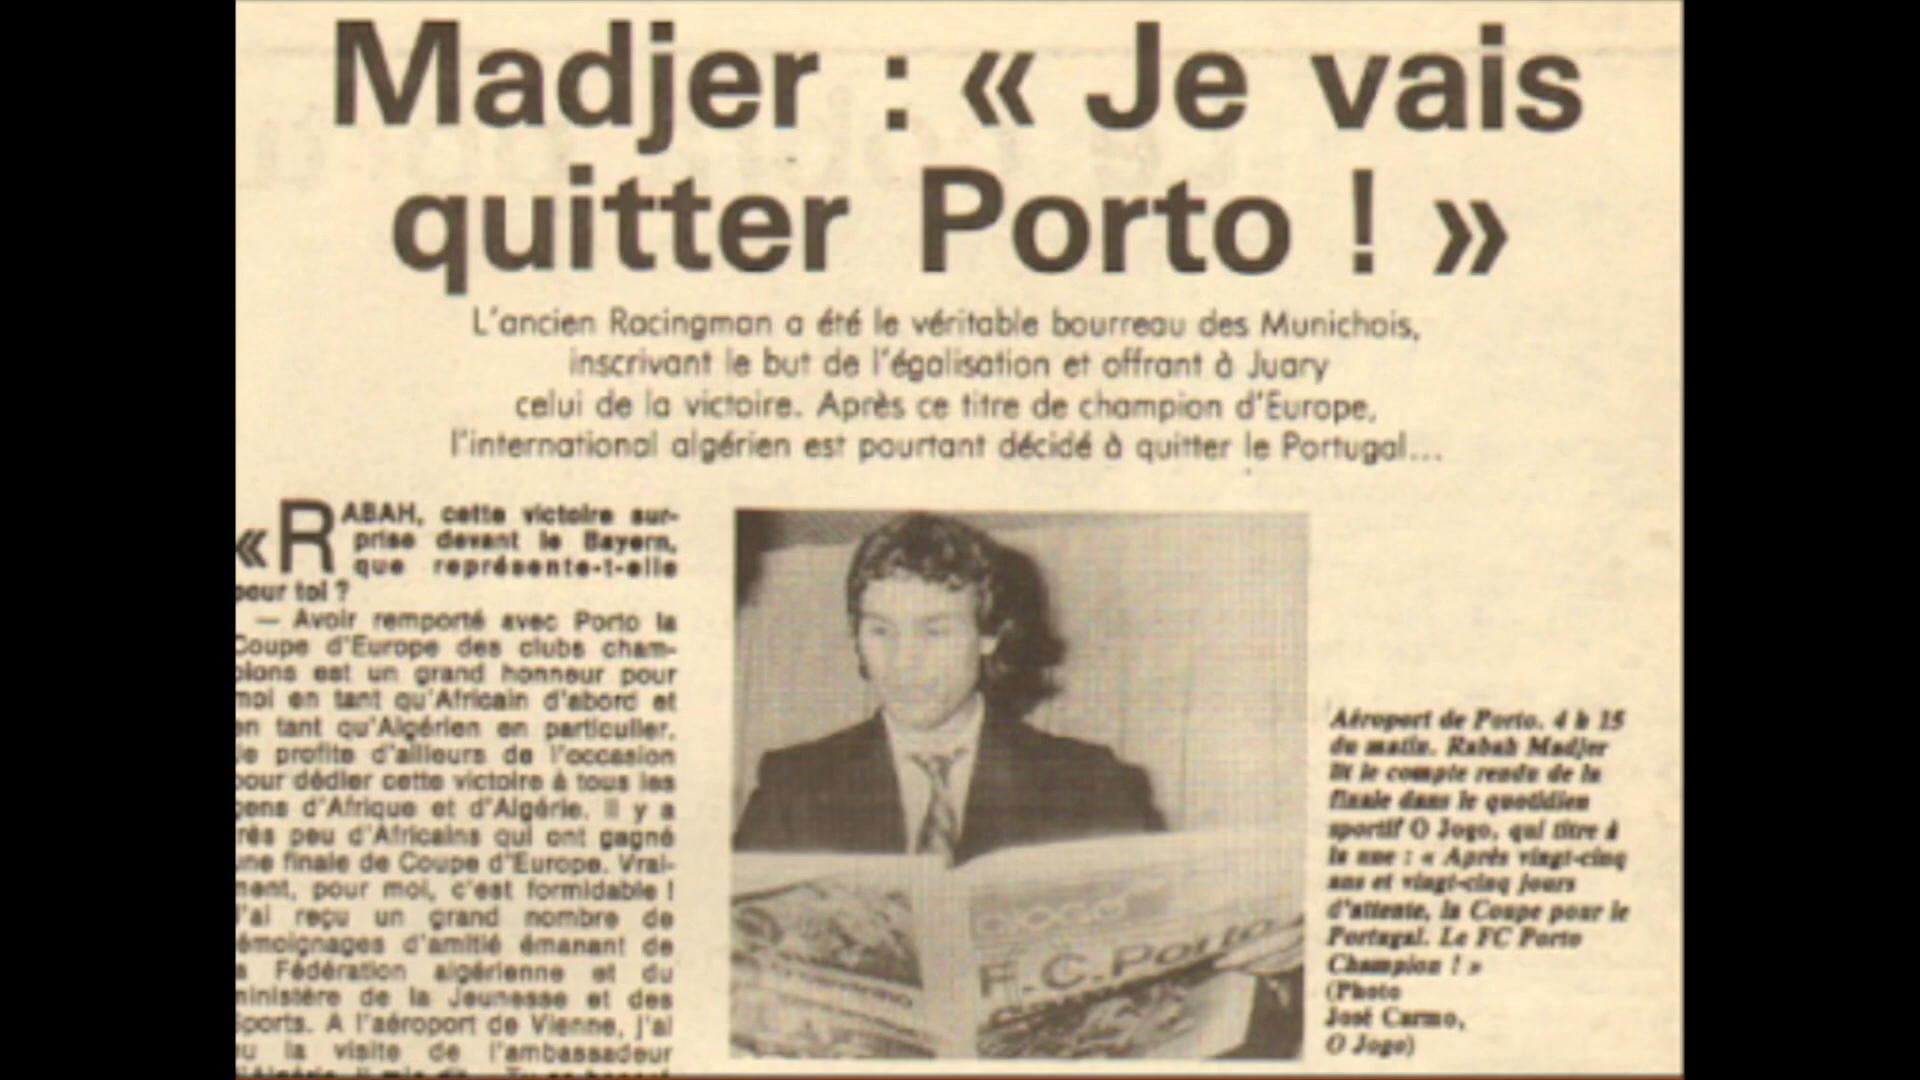 Madjer : « Je vais
quitter Porto ! »
L'ancien Racingman a été le véritable bourreau des Munichois,
inscrivant le but de l'égalisation et offrant à Juary
celui de la victoire. Après ce titre de champion d'Europe,
l'international algérien est pourtant décidé à quitter le Portugal...
«RABAH, cette victoire sur-
prise devant le Bayern,
que représente-t-elle
pour toi ?
— Avoir remporté avec Porto la
Coupe d'Europe des clubs cham-
pions est un grand honneur pour
moi en tant qu'Africain d'abord et
en tant qu'Algérien en particulier.
Je profite d'ailleurs de l'occasion
pour dédier cette victoire à tous les
gens d'Afrique et d'Algérie. Il y a
très peu d'Africains qui ont gagné
une finale de Coupe d'Europe. Vrai-
ment, pour moi, c'est formidable !
J'ai reçu un grand nombre de
témoignages d'amitié émanant de
la Fédération algérienne et du
ministère de la Jeunesse et des
Sports. A l'aéroport de Vienne, j'ai
eu la visite de l'ambassadeur
F.C.Porto
Aéroport de Porto. 4 h 15
du matin. Rabah Madjer
lit le compte rendu de la
finale dans le quotidien
sportif O Jogo, qui titre à
la une : « Après vingt-cinq
ans et vingt-cinq jours
d'attente, la Coupe pour le
Portugal. Le FC Porto
Champion ! »
(Photo
José Carmo,
O Jogo)